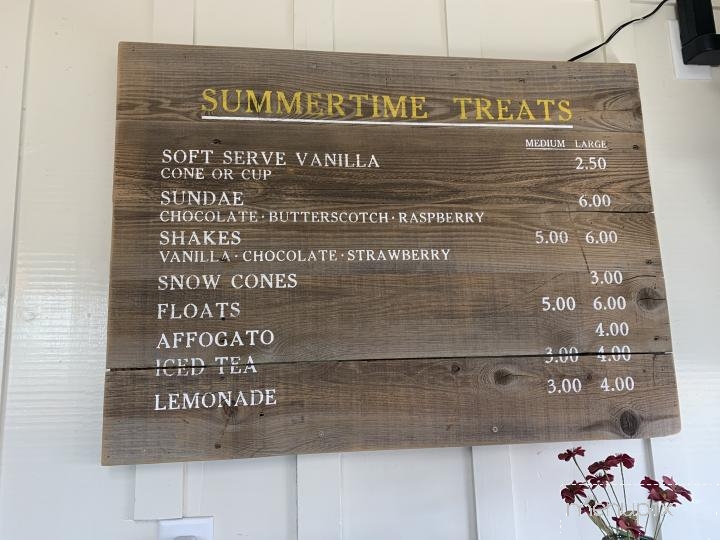 SUMMERTIME TREATS
MEDIUM LARGE
SOFT SERVE VANILLA 2.50
CONE OR CUP
SUNDAE 6.00
CHOCOLATE · BUTTERSCOTCH · RASPBERRY
SHAKES 5.00 6.00
VANILLA · CHOCOLATE · STRAWBERRY
SNOW CONES 3.00
FLOATS 5.00 6.00
AFFOGATO 4.00
ICED TEA 3.00 4.00
LEMONADE 3.00 4.00